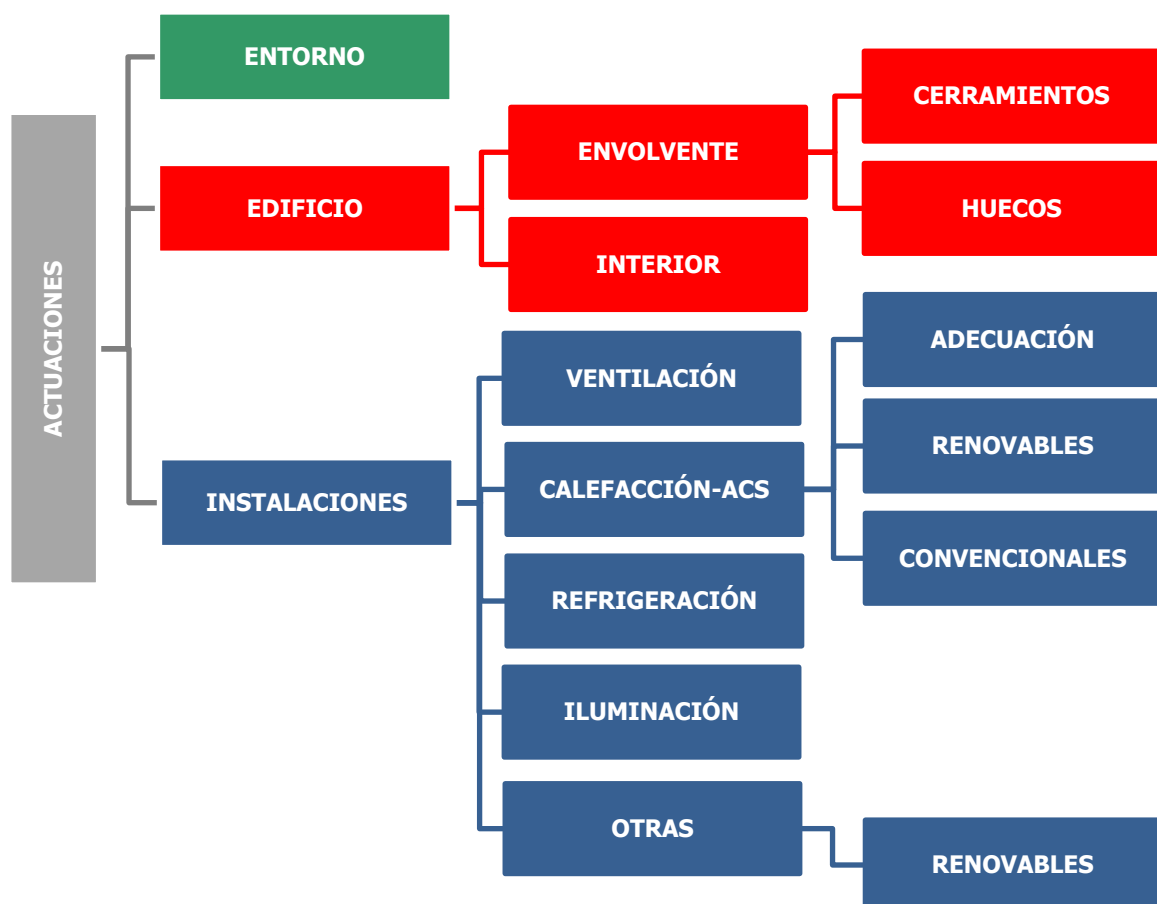 ACTUACIONES
ENTORNO
EDIFICIO
ENVOLVENTE
CERRAMIENTOS
HUECOS
INTERIOR
INSTALACIONES
VENTILACIÓN
CALEFACCIÓN-ACS
ADECUACIÓN
RENOVABLES
CONVENCIONALES
REFRIGERACIÓN
ILUMINACIÓN
OTRAS
RENOVABLES